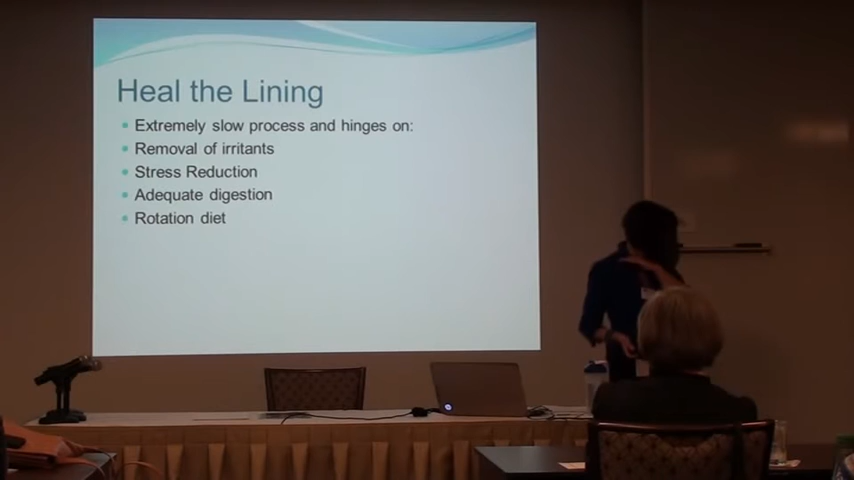 Heal the Lining
Extremely slow process and hinges on:
Removal of irritants
Stress Reduction
Adequate digestion
Rotation diet